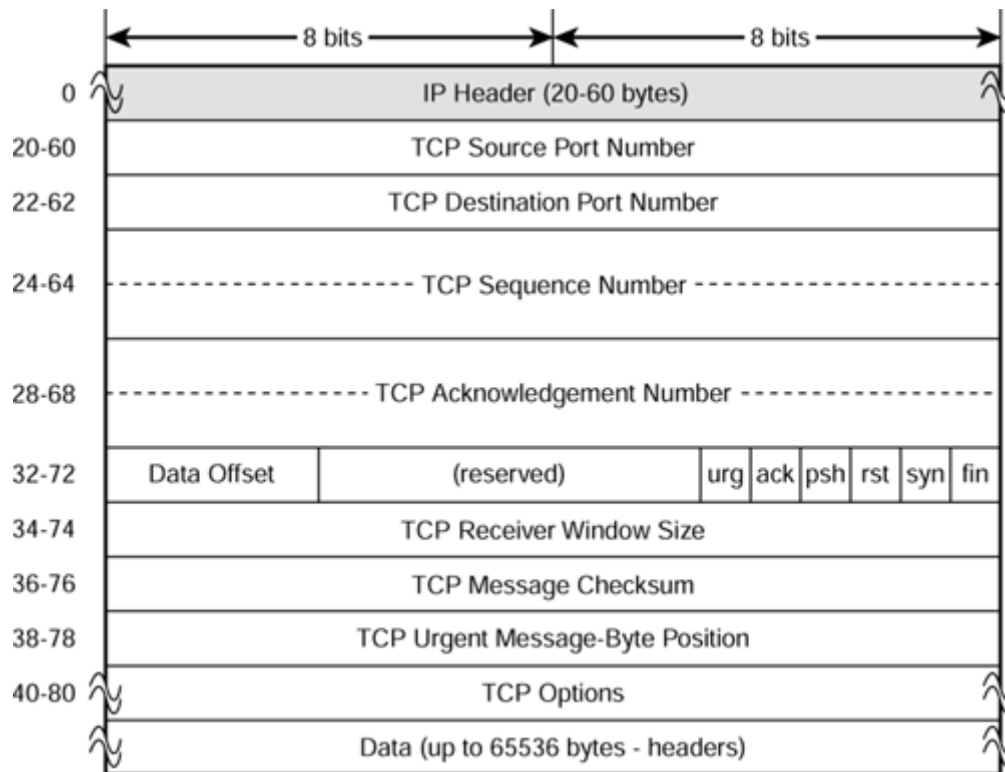 8 bits 8 bits
0 IP Header (20-60 bytes)
20-60 TCP Source Port Number
22-62 TCP Destination Port Number
24-64 TCP Sequence Number
28-68 TCP Acknowledgement Number
32-72 Data Offset (reserved) urg ack psh rst syn fin
34-74 TCP Receiver Window Size
36-76 TCP Message Checksum
38-78 TCP Urgent Message-Byte Position
40-80 TCP Options
Data (up to 65536 bytes - headers)